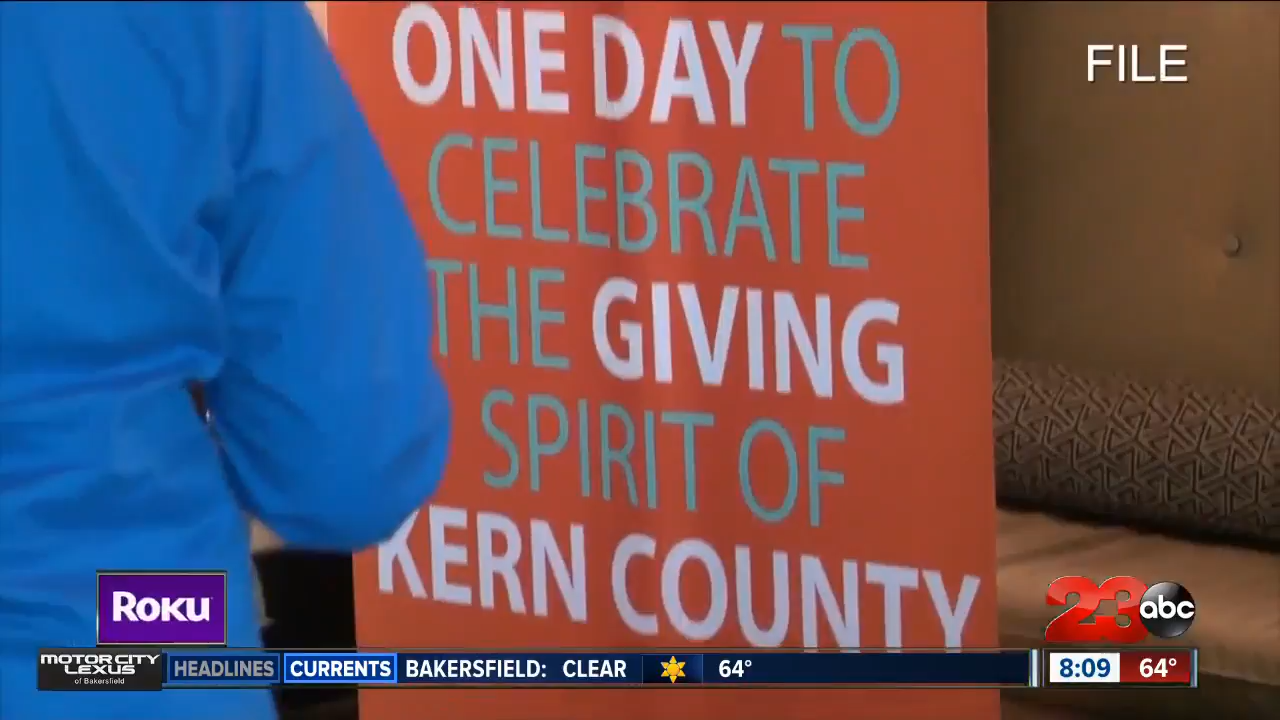 ONE DAY TO
CELEBRATE
THE GIVING
SPIRIT OF
KERN COUNTY
FILE
ROKU
23 abc
MOTOR CITY
LEXUS
of Bakersfield
HEADLINES CURRENTS BAKERSFIELD: CLEAR 64°
8:09 64°